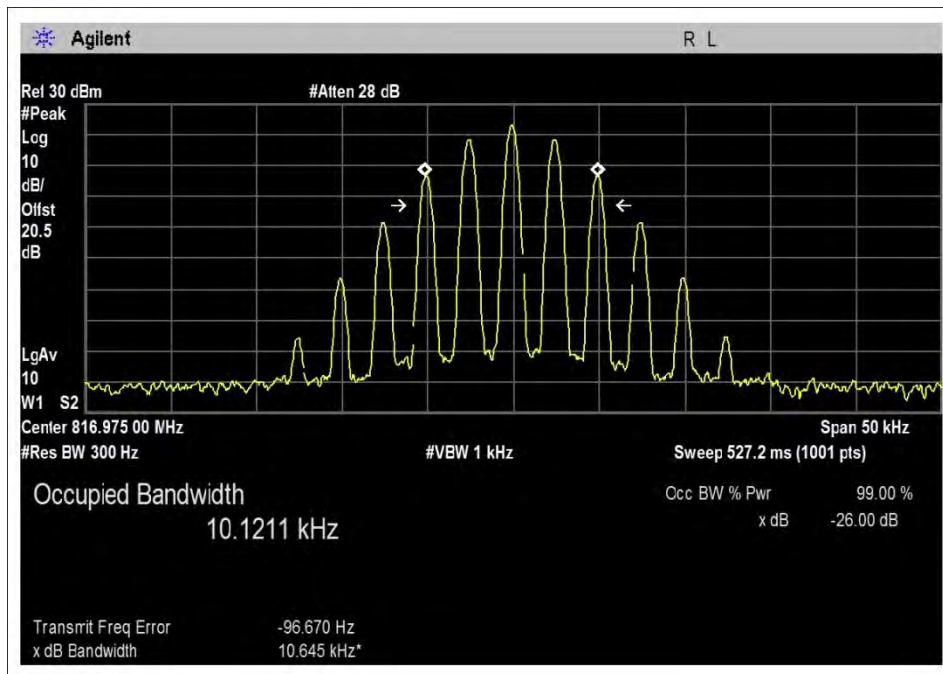 Agilent R L
Ref 30 dBm #Atten 28 dB
#Peak
Log
10
dB/
Offst
20.5
dB
LgAv
10
W1 S2
Center 816.975 00 MHz Span 50 kHz
#Res BW 300 Hz #VBW 1 kHz Sweep 527.2 ms (1001 pts)
Occupied Bandwidth Occ BW % Pwr 99.00 %
10.1211 kHz x dB -26.00 dB
Transmit Freq Error -96.670 Hz
x dB Bandwidth 10.645 kHz*